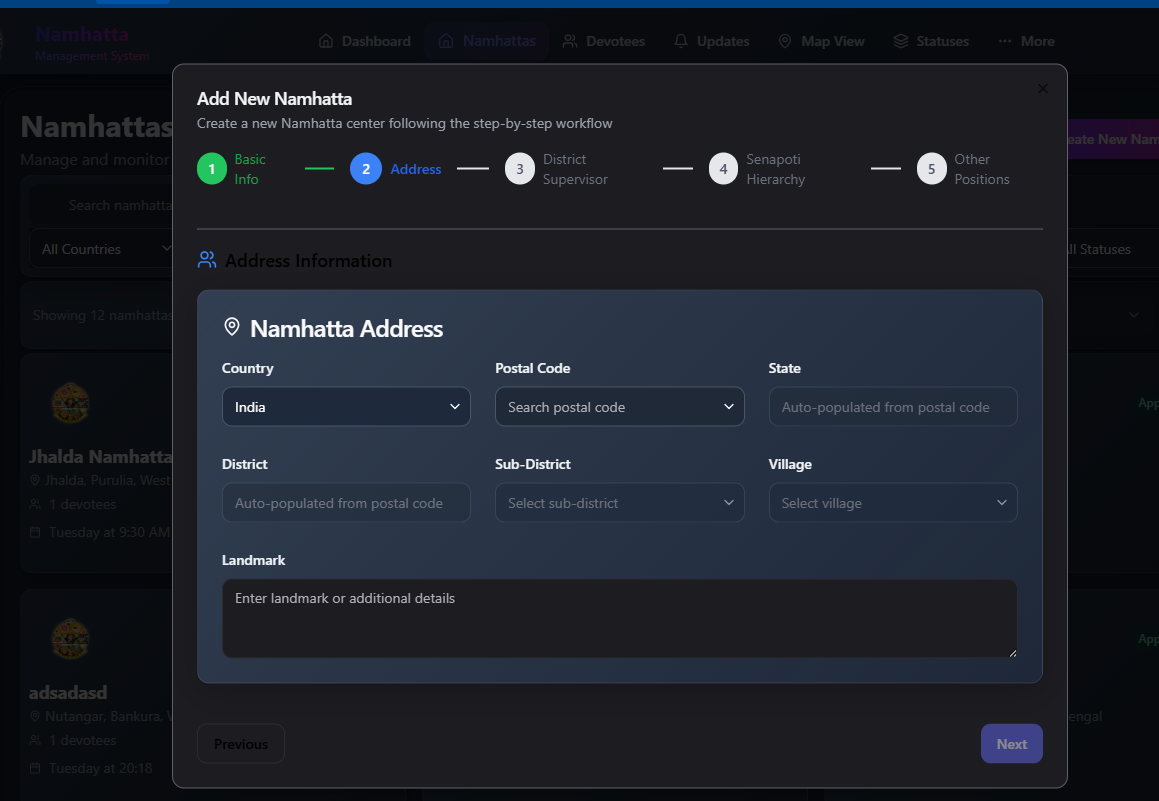 Namhatta
Management System
Dashboard
Namhattas
Devotees
Updates
Map View
Statuses
More
Namhattas
Manage and monitor
eate New Nam
Search namhatta
All Countries
ll Statuses
Showing 12 namhattas
Jhalda Namhatta
Jhalda, Purulia, West
1 devotees
Tuesday at 9:30 AM
App
adsadasd
Nutangar, Bankura, W
1 devotees
Tuesday at 20:18
App
engal
Add New Namhatta
Create a new Namhatta center following the step-by-step workflow
1 Basic
Info
2 Address
3 District
Supervisor
4 Senapoti
Hierarchy
5 Other
Positions
Address Information
Namhatta Address
Country
Postal Code
State
India
Search postal code
Auto-populated from postal code
District
Sub-District
Village
Auto-populated from postal code
Select sub-district
Select village
Landmark
Enter landmark or additional details
Previous
Next